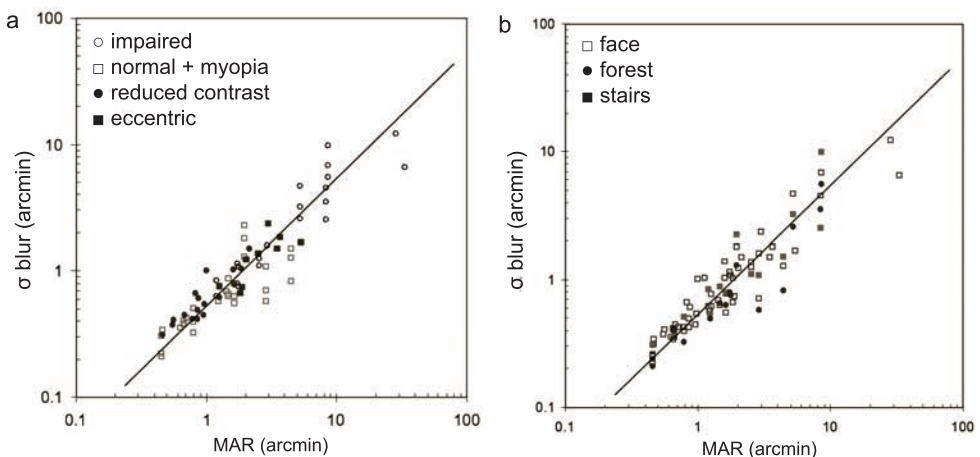 a
○ impaired
□ normal + myopia
● reduced contrast
■ eccentric
100
10
1
0.1
σ blur (arcmin)
0.1
1
10
100
MAR (arcmin)
b
□ face
● forest
■ stairs
100
10
1
0.1
α blur (arcmin)
0.1
1
10
100
MAR (arcmin)